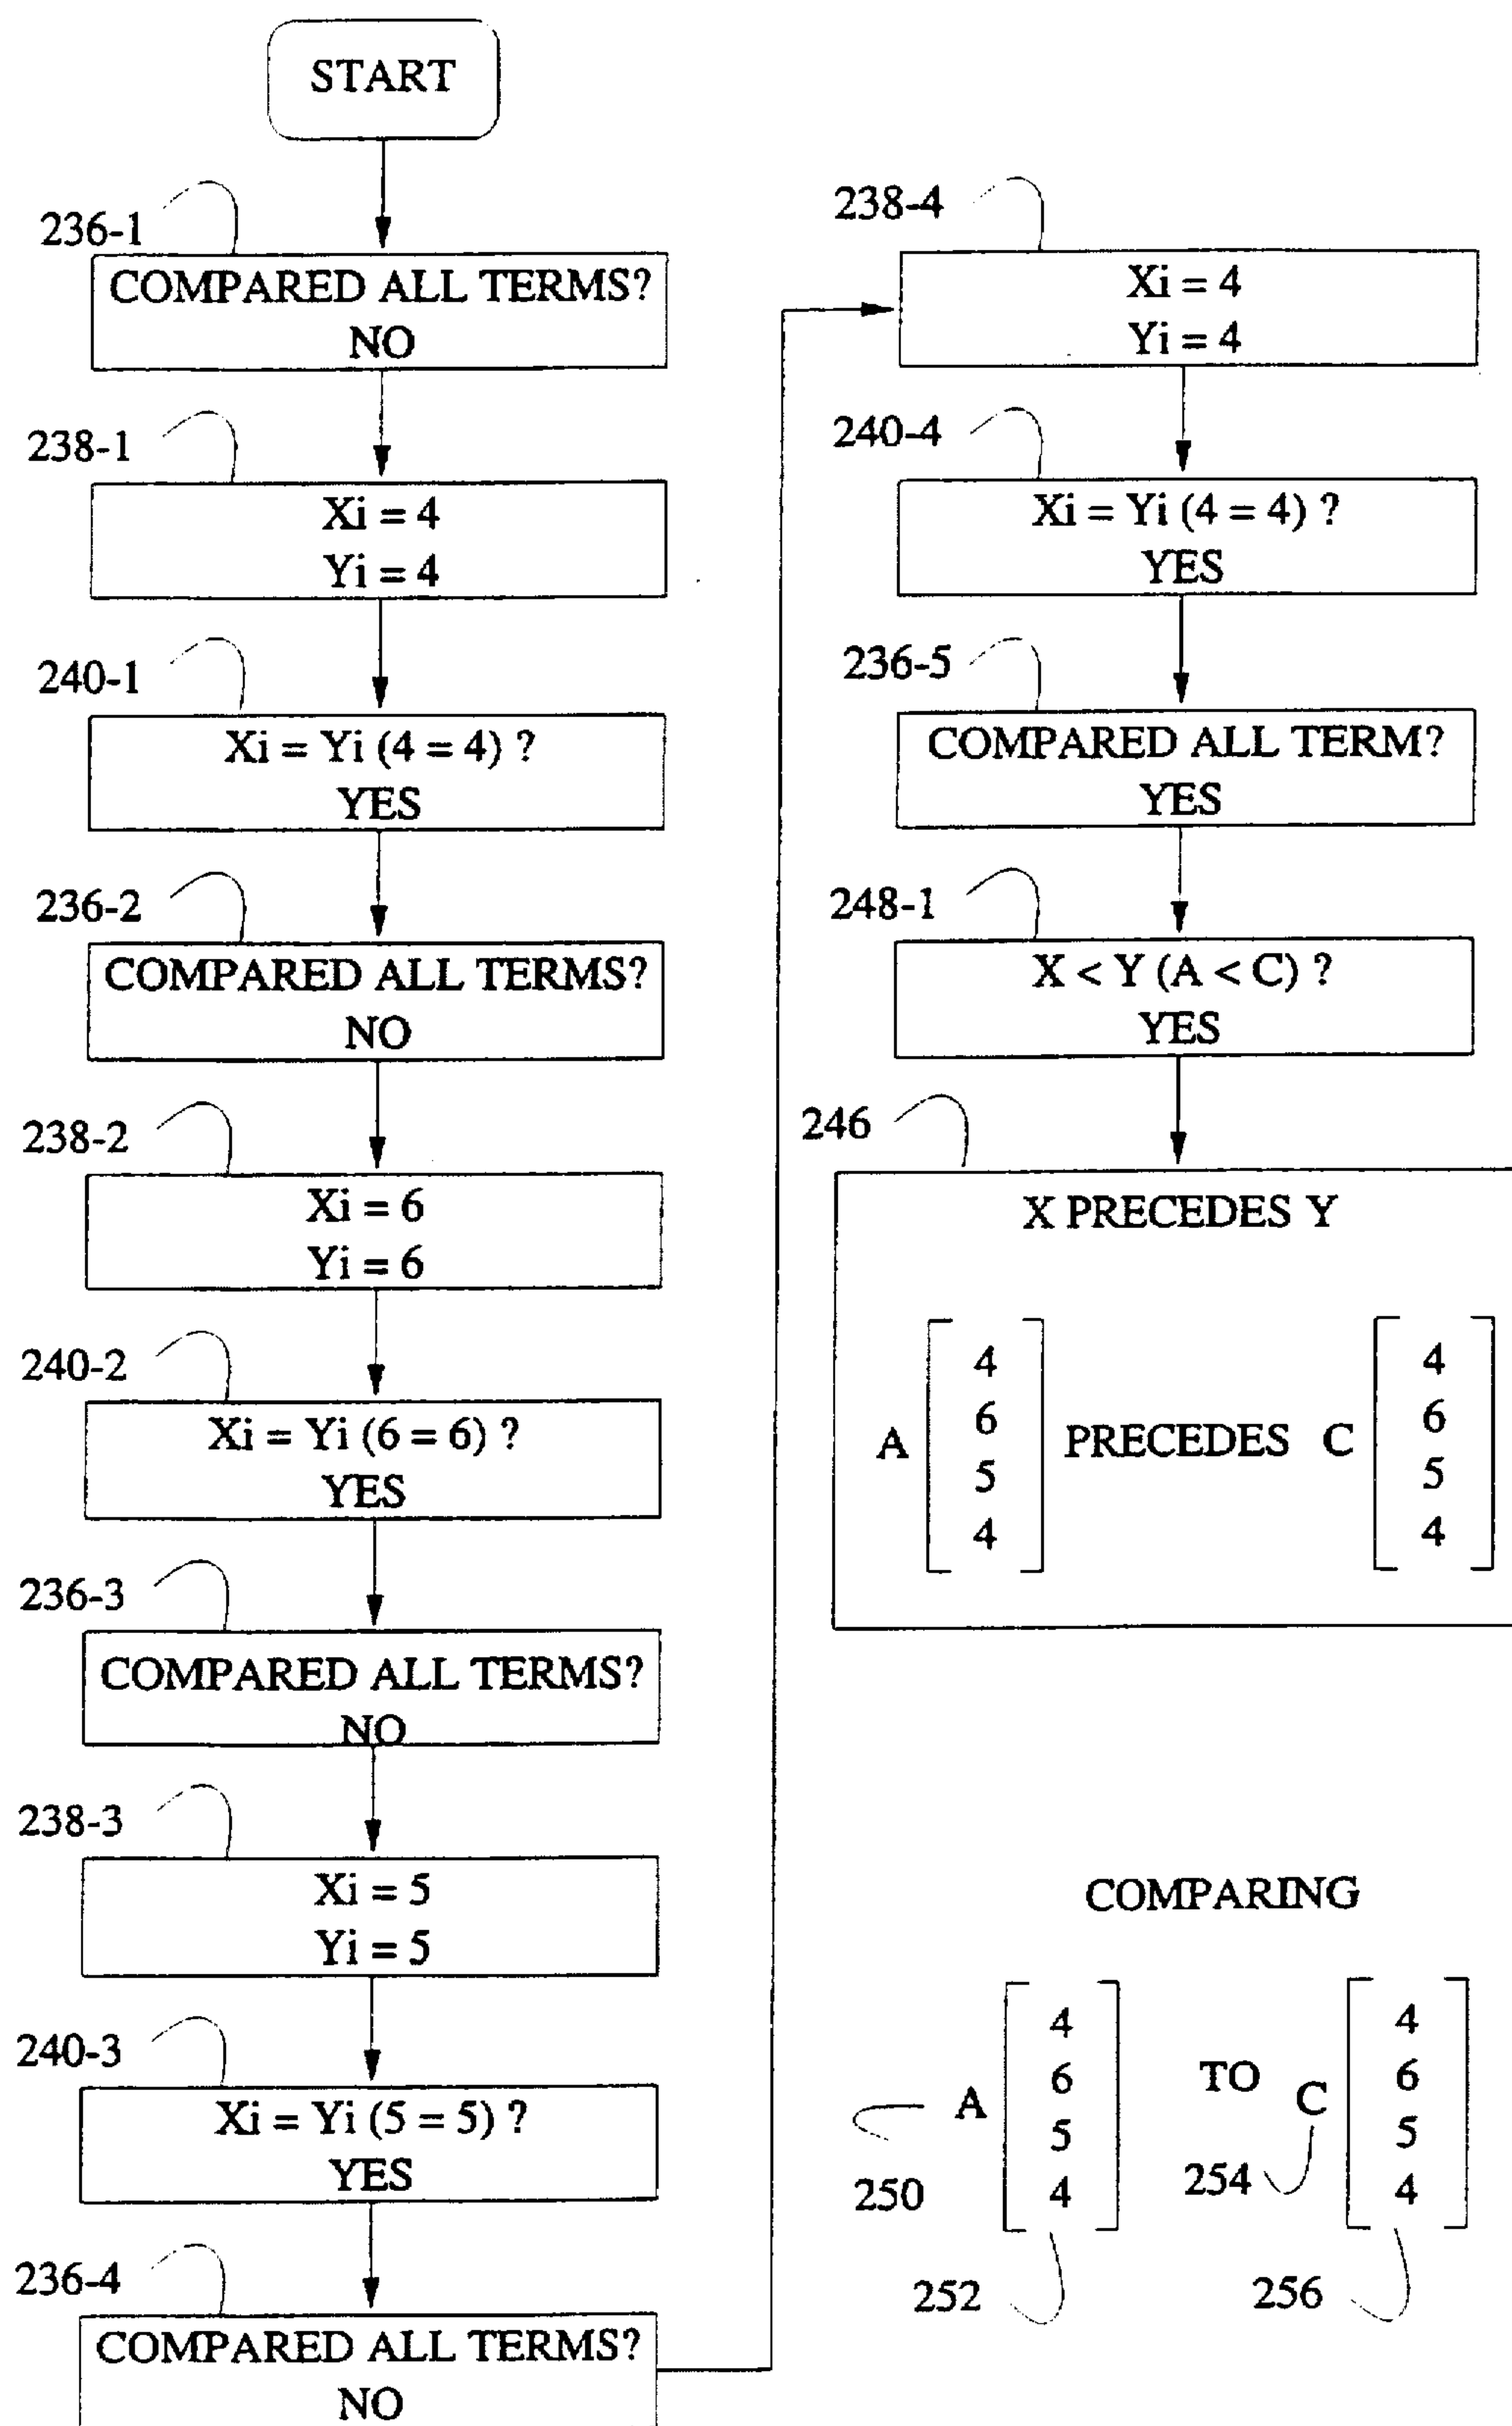 START
236-1
COMPARED ALL TERMS?
NO
238-1
Xi = 4
Yi = 4
240-1
Xi = Yi (4 = 4) ?
YES
236-2
COMPARED ALL TERMS?
NO
238-2
Xi = 6
Yi = 6
240-2
Xi = Yi (6 = 6) ?
YES
236-3
COMPARED ALL TERMS?
NO
238-3
Xi = 5
Yi = 5
240-3
Xi = Yi (5 = 5) ?
YES
236-4
COMPARED ALL TERMS?
NO
238-4
Xi = 4
Yi = 4
240-4
Xi = Yi (4 = 4) ?
YES
236-5
COMPARED ALL TERM?
YES
248-1
X < Y (A < C) ?
YES
246
X PRECEDES Y
4 4
6 6
A PRECEDES C
5 5
4 4
COMPARING
4 4
6 TO 6
A C
5 5
250 4 254 4
252 256